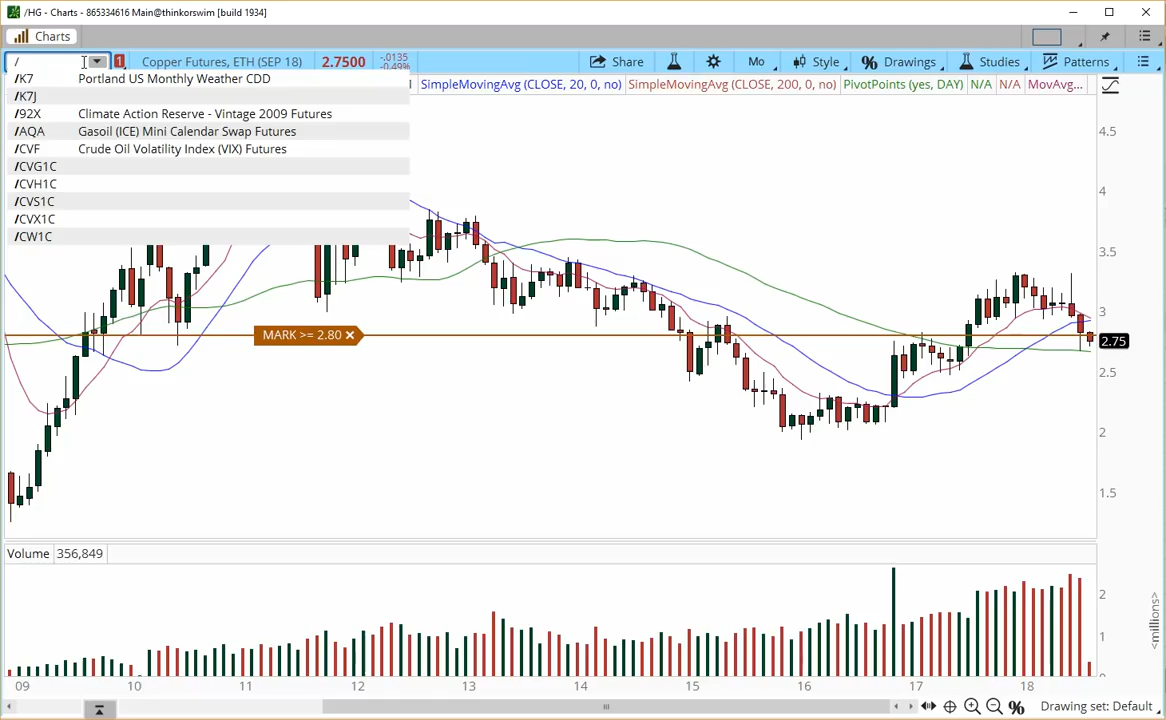 /HG - Charts - 865334616 Main@thinkorswim [build 1934]
Charts
/ 1 Copper Futures, ETH (SEP 18) 2.7500 -.0135 -0.49% Share Mo Style Drawings Studies Patterns
SimpleMovingAvg (CLOSE, 20, 0, no) SimpleMovingAvg (CLOSE, 200, 0, no) PivotPoints (yes, DAY) N/A N/A MovAvg...
/K7 Portland US Monthly Weather CDD
/K7J
/92X Climate Action Reserve - Vintage 2009 Futures
/AQA Gasoil (ICE) Mini Calendar Swap Futures
/CVF Crude Oil Volatility Index (VIX) Futures
/CVG1C
/CVH1C
/CVS1C
/CVX1C
/CW1C
4.5
4
3.5
3
MARK >= 2.80
2.75
2.5
2
1.5
Volume 356,849
2
1
0
<millions>
09 10 11 12 13 14 15 16 17 18
Drawing set: Default